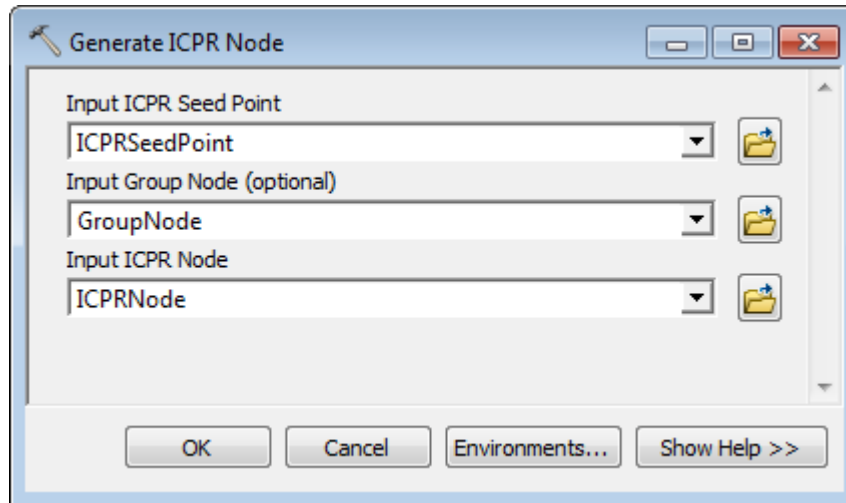 Generate ICPR Node
Input ICPR Seed Point
ICPRSeedPoint
Input Group Node (optional)
GroupNode
Input ICPR Node
ICPRNode
OK Cancel Environments... Show Help >>